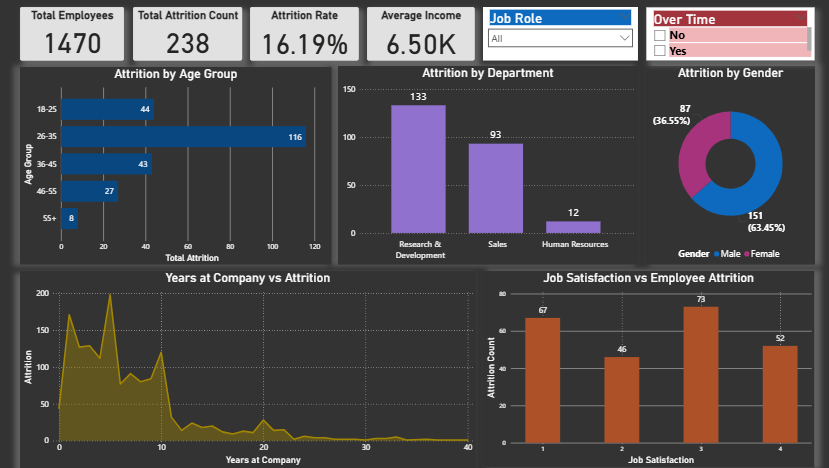 Total Employees
1470
Total Attrition Count
238
Attrition Rate
16.19%
Average Income
6.50K
Job Role
All
Over Time
No
Yes
Attrition by Age Group
Age Group
18-25
44
26-35
116
36-45
43
46-55
27
55+
8
0 20 40 60 80 100 120
Total Attrition
Attrition by Department
150
100
50
0
133
93
12
Research &
Development
Sales
Human Resources
Attrition by Gender
87
(36.55%)
151
(63.45%)
Gender Male Female
Years at Company vs Attrition
Attrition
200
150
100
50
0
0 10 20 30 40
Years at Company
Job Satisfaction vs Employee Attrition
Attrition Count
80
60
40
20
0
67
46
73
52
1 2 3 4
Job Satisfaction